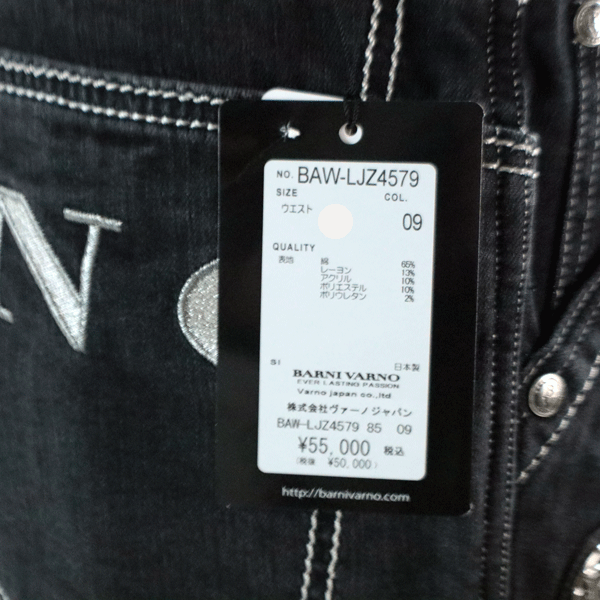 NO. BAW-LJZ4579
SIZE COL.
ウエスト 09
QUALITY
表地 綿 65%
レーヨン 13%
アクリル 10%
ポリエステル 10%
ポリウレタン 2%
SI 日本製
BARNI VARNO
EVER LASTING PASSION
Varno japan co.,ltd
株式会社ヴァーノジャパン
BAW-LJZ4579 85 09
¥55,000 税込
(税抜 ¥50,000)
http://barnivarno.com
N